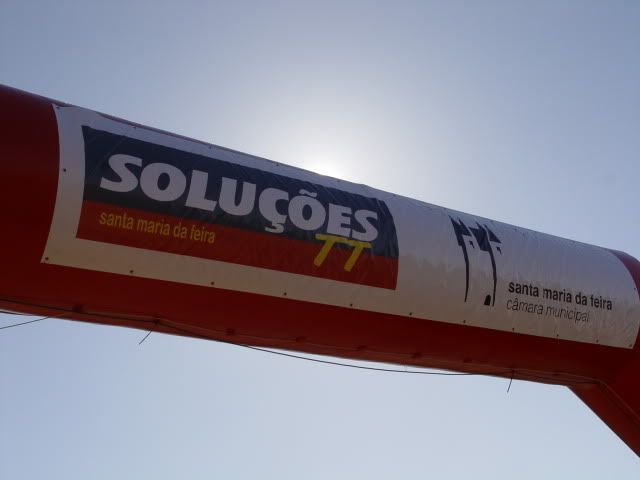 SOLUÇÕES
TT
santa maria da feira
santa maria da feira
câmara municipal